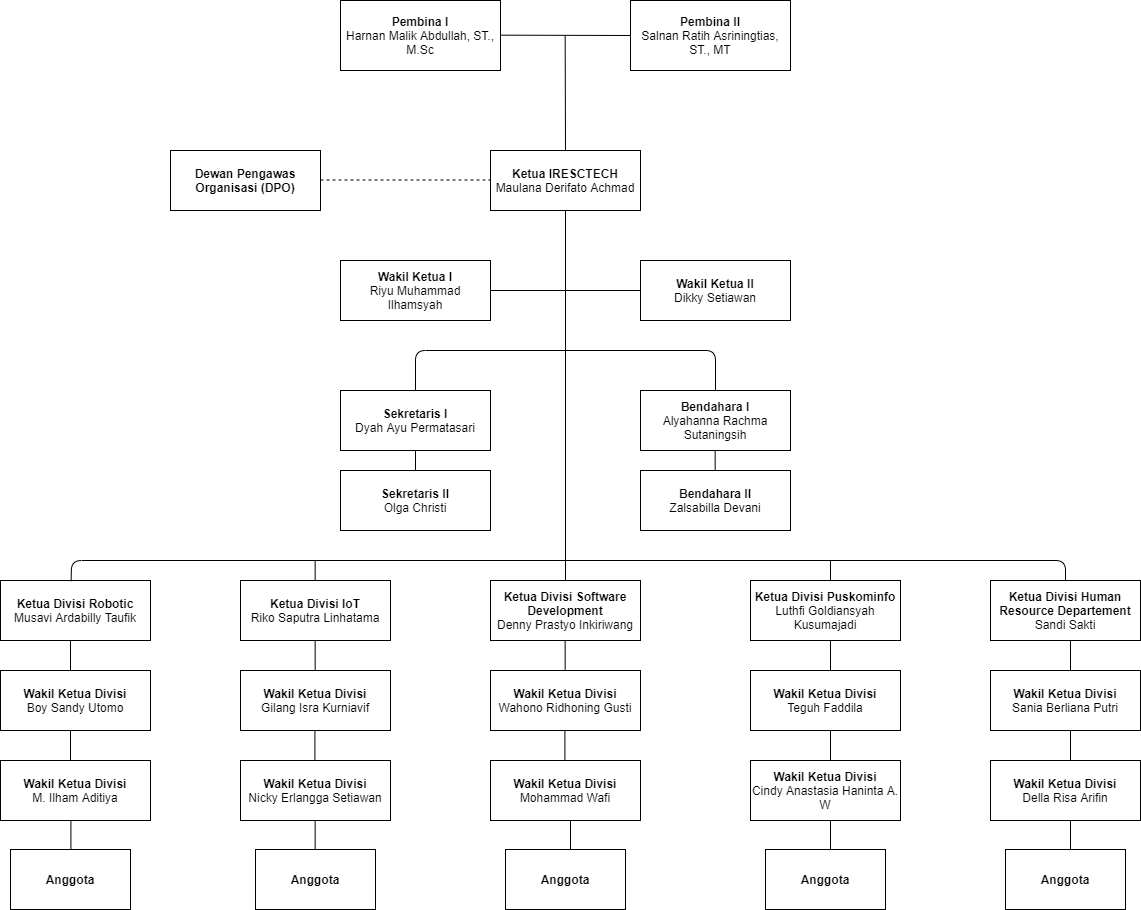 Pembina I
Harnan Malik Abdullah, ST.,
M.Sc
Pembina II
Salnan Ratih Asriningtias,
ST., MT
Dewan Pengawas
Organisasi (DPO)
Ketua IRESCTECH
Maulana Derifato Achmad
Wakil Ketua I
Riyu Muhammad
Ilhamsyah
Wakil Ketua II
Dikky Setiawan
Sekretaris I
Dyah Ayu Permatasari
Bendahara I
Alyahanna Rachma
Sutaningsih
Sekretaris II
Olga Christi
Bendahara II
Zalsabilla Devani
Ketua Divisi Robotic
Musavi Ardabilly Taufik
Ketua Divisi IoT
Riko Saputra Linhatama
Ketua Divisi Software
Development
Denny Prastyo Inkiriwang
Ketua Divisi Puskominfo
Luthfi Goldiansyah
Kusumajadi
Ketua Divisi Human
Resource Departement
Sandi Sakti
Wakil Ketua Divisi
Boy Sandy Utomo
Wakil Ketua Divisi
Gilang Isra Kurniavif
Wakil Ketua Divisi
Wahono Ridhoning Gusti
Wakil Ketua Divisi
Teguh Faddila
Wakil Ketua Divisi
Sania Berliana Putri
Wakil Ketua Divisi
M. Ilham Aditiya
Wakil Ketua Divisi
Nicky Erlangga Setiawan
Wakil Ketua Divisi
Mohammad Wafi
Wakil Ketua Divisi
Cindy Anastasia Haninta A.
W
Wakil Ketua Divisi
Della Risa Arifin
Anggota
Anggota
Anggota
Anggota
Anggota